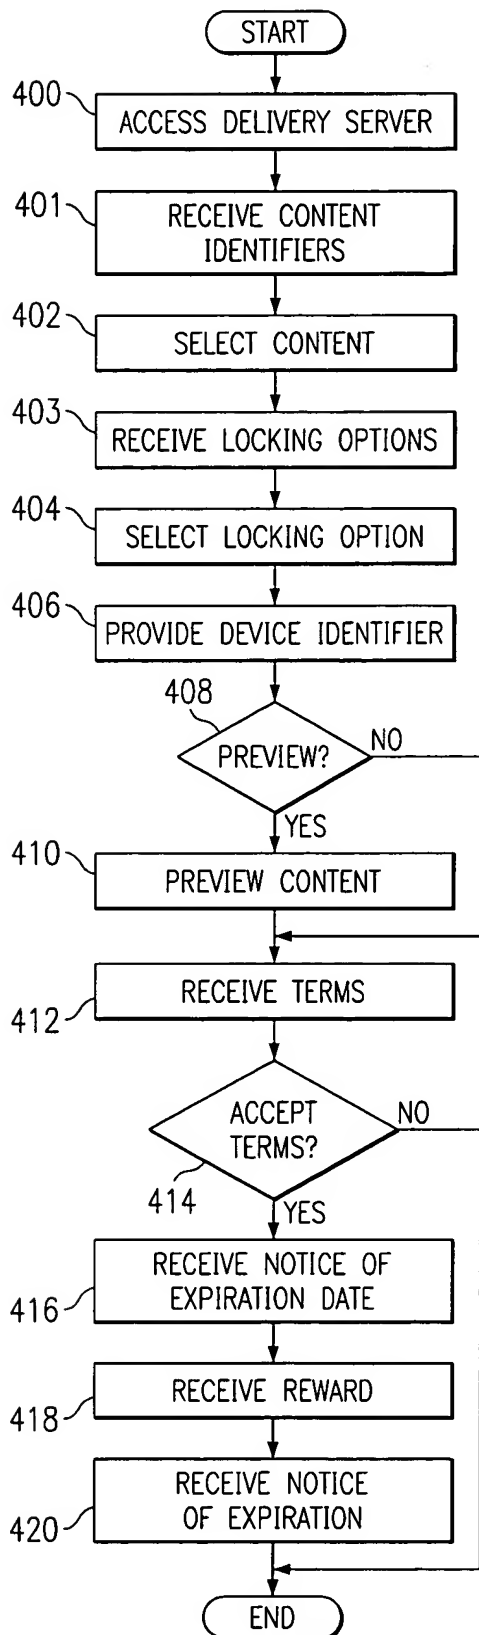 START
400
ACCESS DELIVERY SERVER
401
RECEIVE CONTENT
IDENTIFIERS
402
SELECT CONTENT
403
RECEIVE LOCKING OPTIONS
404
SELECT LOCKING OPTION
406
PROVIDE DEVICE IDENTIFIER
408
PREVIEW?
NO
YES
410
PREVIEW CONTENT
RECEIVE TERMS
412
ACCEPT
TERMS?
NO
414
YES
RECEIVE NOTICE OF
EXPIRATION DATE
416
RECEIVE REWARD
418
RECEIVE NOTICE
OF EXPIRATION
420
END